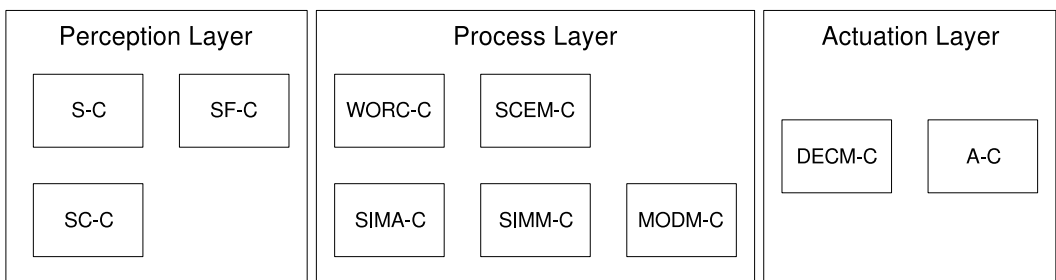 Perception Layer
S-C
SF-C
SC-C
Process Layer
WORC-C
SCEM-C
SIMA-C
SIMM-C
MODM-C
Actuation Layer
DECM-C
A-C